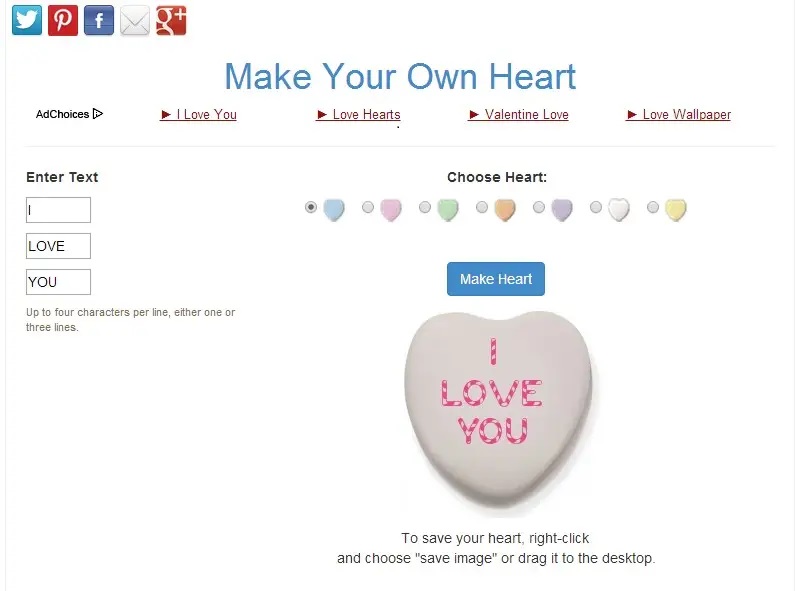 Make Your Own Heart
AdChoices
► I Love You
► Love Hearts
► Valentine Love
► Love Wallpaper
Enter Text
I
LOVE
YOU
Up to four characters per line, either one or
three lines.
Choose Heart:
Make Heart
I
LOVE
YOU
To save your heart, right-click
and choose "save image" or drag it to the desktop.